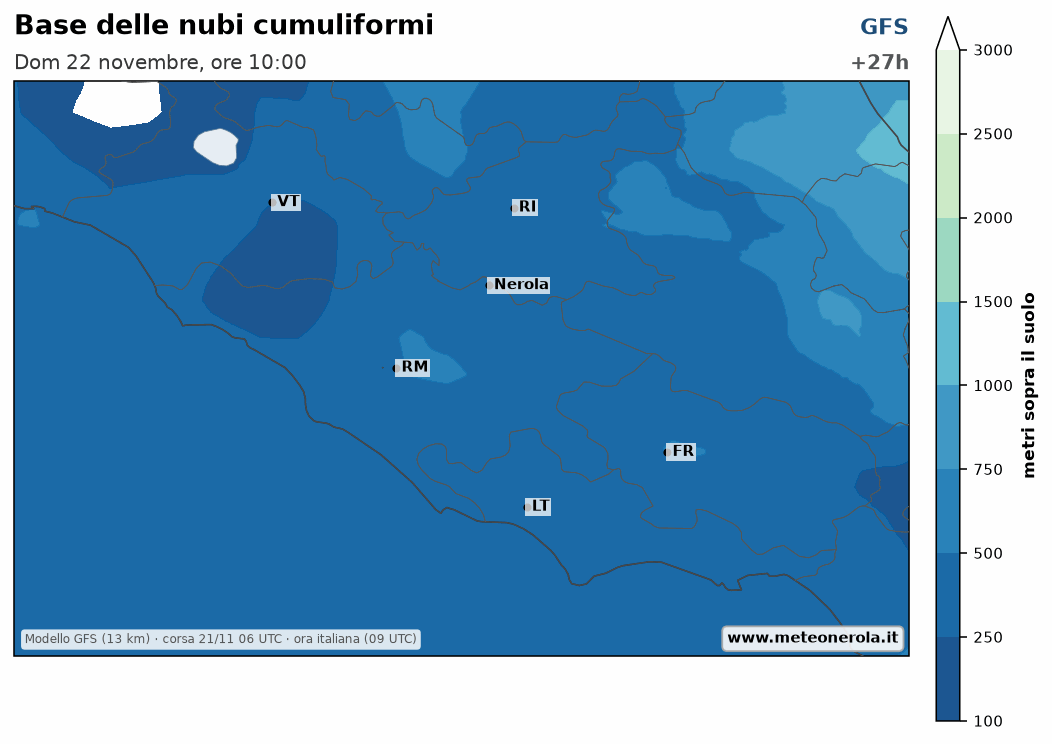 Base delle nubi cumuliformi
GFS
Dom 22 novembre, ore 10:00
+27h
VT
RI
Nerola
RM
FR
LT
Modello GFS (13 km) · corsa 21/11 06 UTC · ora italiana (09 UTC)
www.meteonerola.it
3000
2500
2000
1500
1000
750
500
250
100
metri sopra il suolo